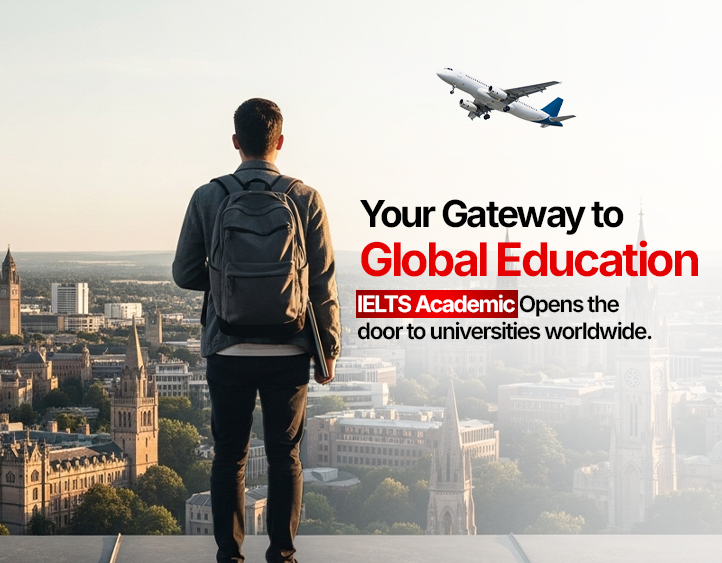 Your Gateway to
Global Education
IELTS Academic Opens the
door to universities worldwide.